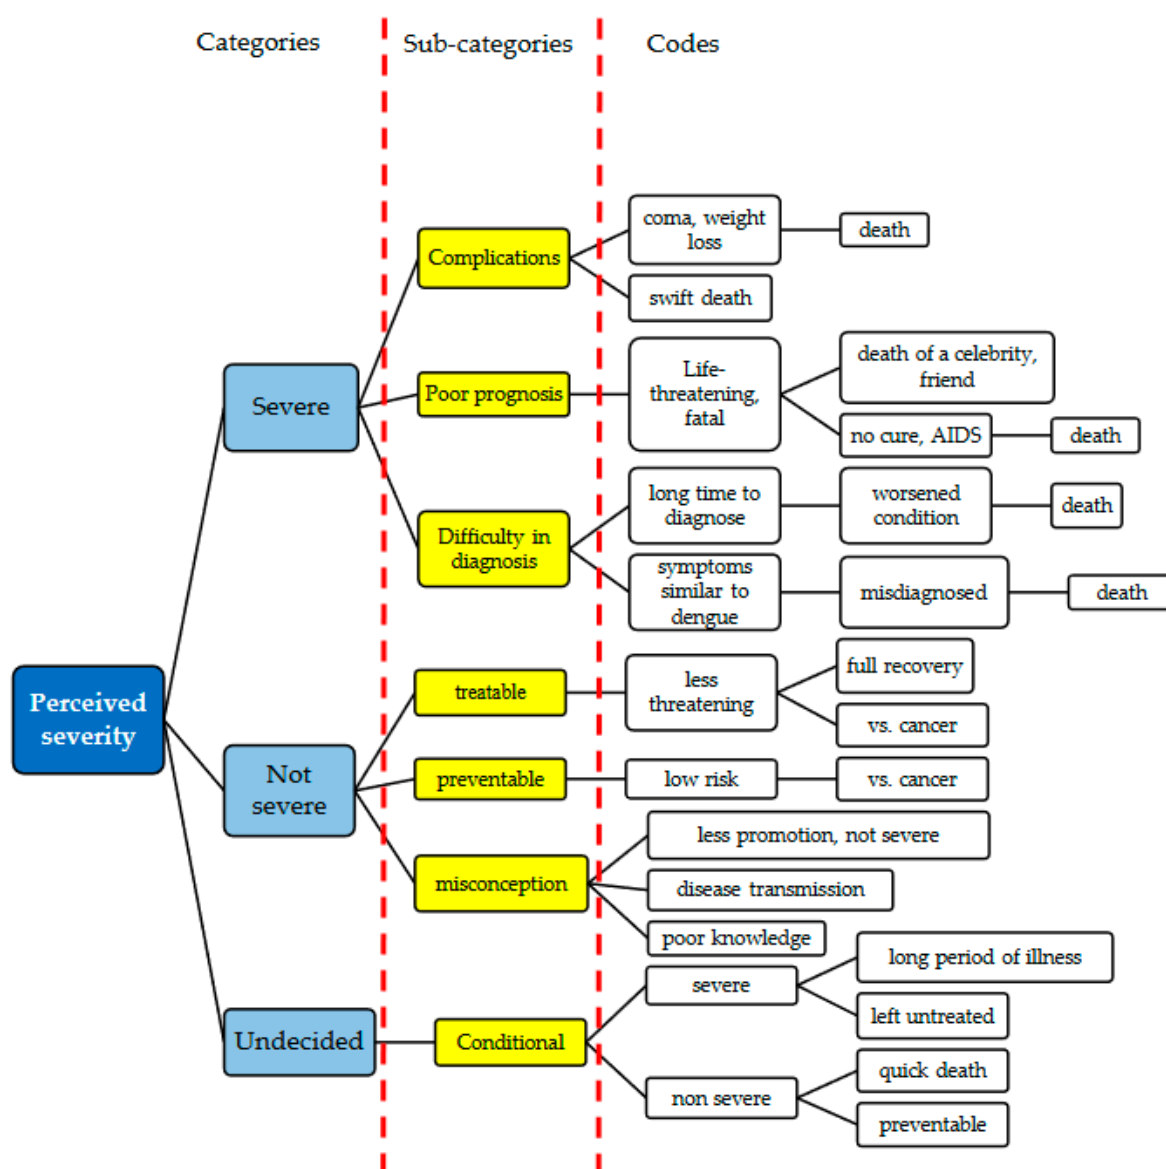 Categories
Sub-categories
Codes
coma, weight
loss
death
Complications
swift death
Life-
threatening,
fatal
death of a celebrity,
friend
Poor prognosis
Severe
no cure, AIDS
death
long time to
diagnose
worsened
condition
death
Difficulty in
diagnosis
symptoms
similar to
dengue
misdiagnosed
death
Perceived
severity
treatable
less
threatening
full recovery
vs. cancer
Not
severe
preventable
low risk
vs. cancer
less promotion, not severe
misconception
disease transmission
poor knowledge
long period of illness
severe
left untreated
Undecided
Conditional
quick death
non severe
preventable